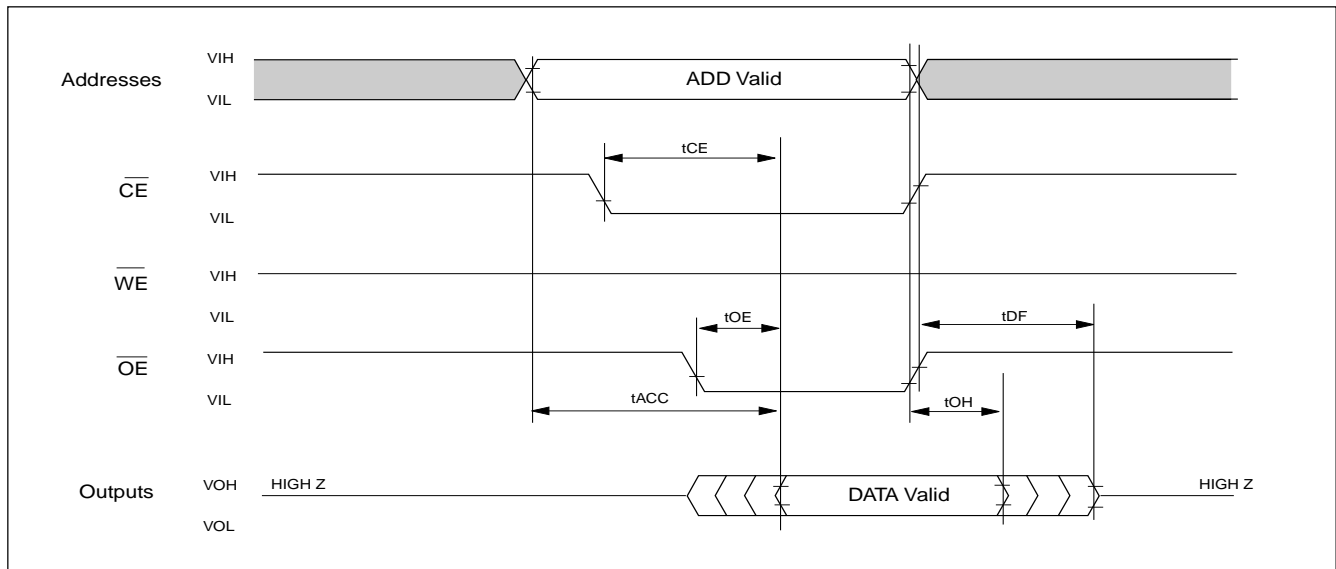 VIH
Addresses
ADD Valid
VIL
tCE
VIH
CE
VIL
VIH
WE
VIL
tOE
tDF
VIH
OE
VIL
tACC
tOH
VOH
HIGH Z
Outputs
DATA Valid
HIGH Z
VOL